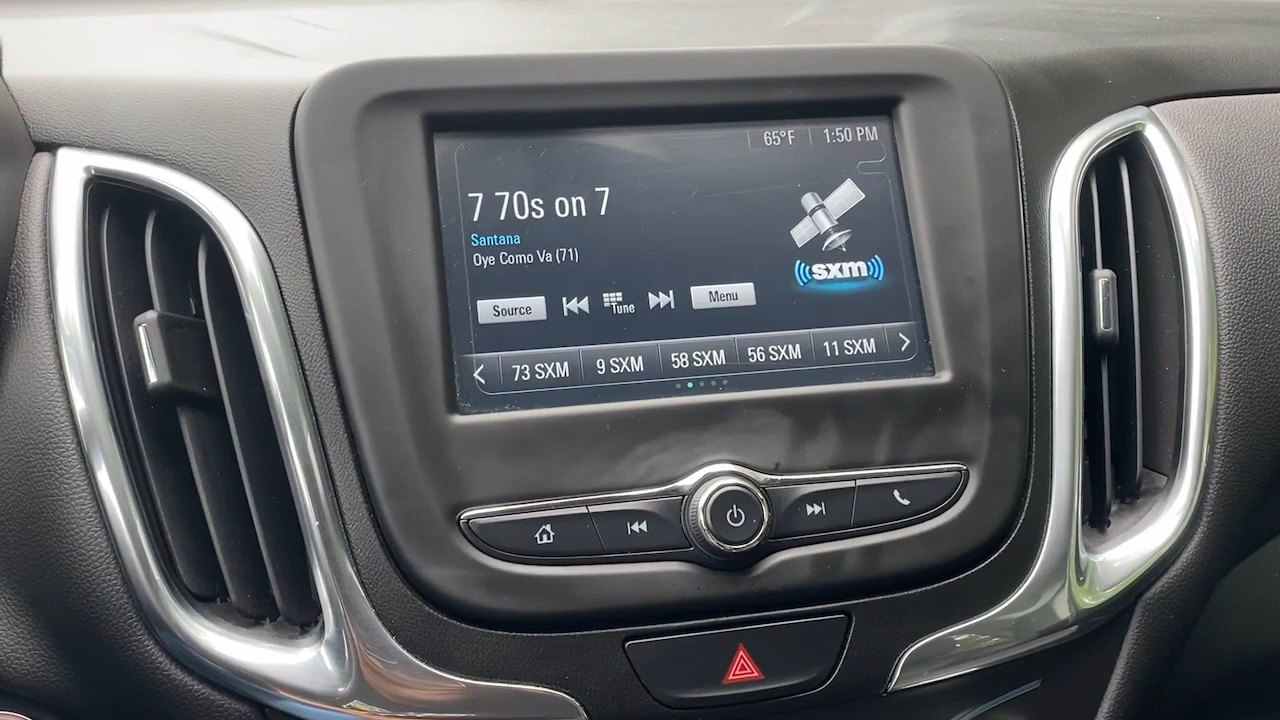 65°F 1:50 PM
7 70s on 7
Santana
Oye Como Va (71)
sxm
Source Tune Menu
73 SXM 9 SXM 58 SXM 56 SXM 11 SXM